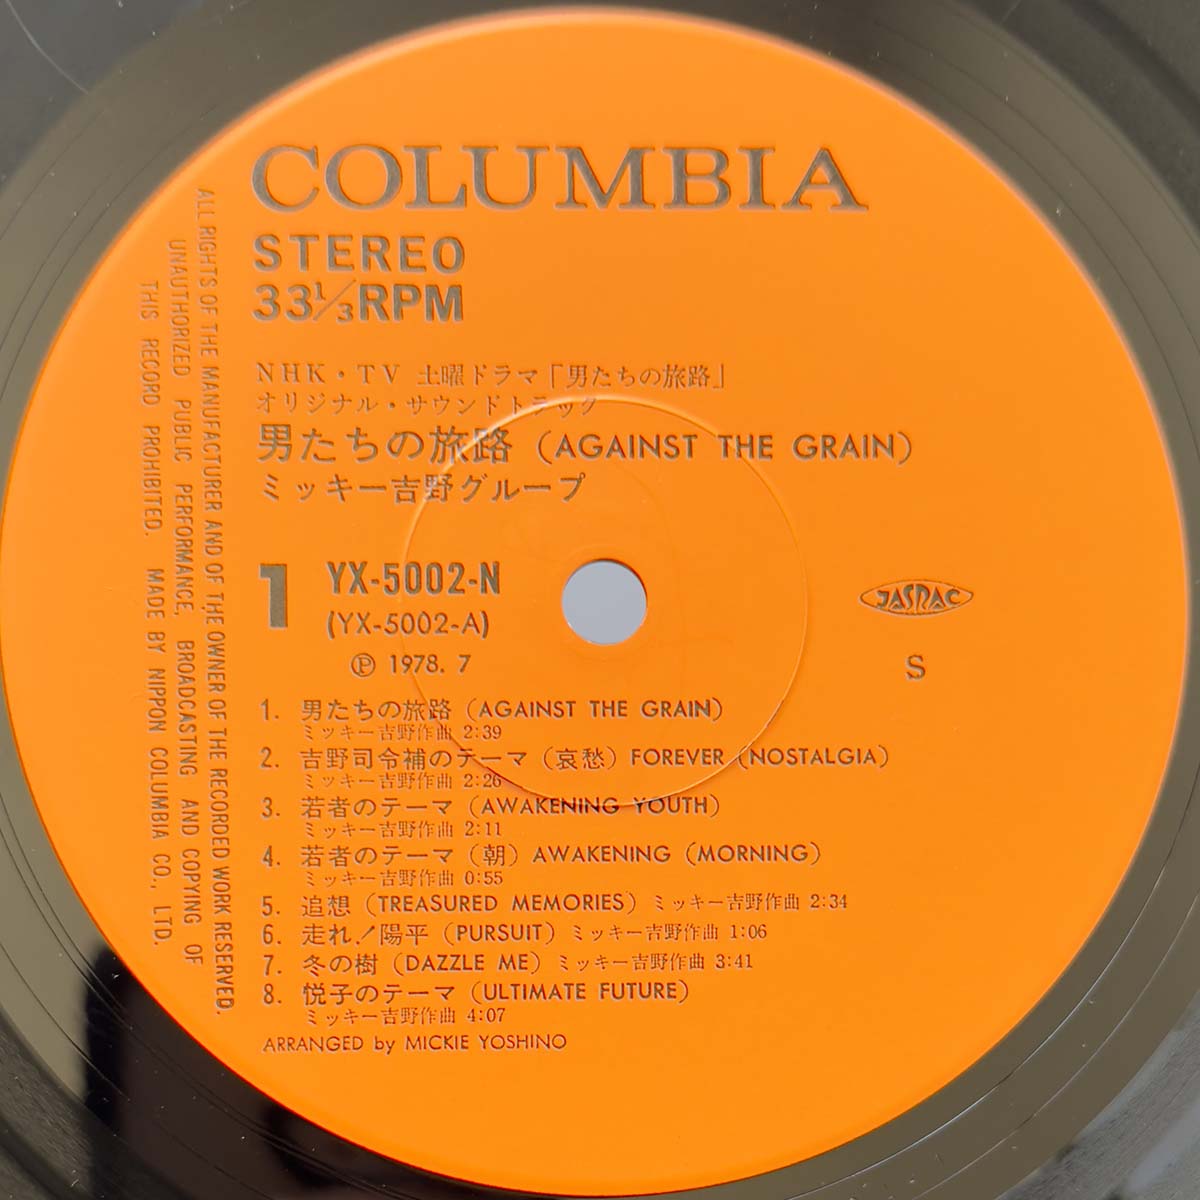 COLUMBIA
STEREO
33 1/3 RPM
NHK・TV 土曜ドラマ「男たちの旅路」
オリジナル・サウンドトラック
男たちの旅路 (AGAINST THE GRAIN)
ミッキー吉野グループ
1 YX-5002-N
(YX-5002-A)
Ⓟ 1978. 7
JASRAC
S
1. 男たちの旅路 (AGAINST THE GRAIN)
ミッキー吉野作曲 2:39
2. 吉野司令補のテーマ (哀愁) FOREVER (NOSTALGIA)
ミッキー吉野作曲 2:26
3. 若者のテーマ (AWAKENING YOUTH)
ミッキー吉野作曲 2:11
4. 若者のテーマ (朝) AWAKENING (MORNING)
ミッキー吉野作曲 0:55
5. 追想 (TREASURED MEMORIES) ミッキー吉野作曲 2:34
6. 走れ!陽平 (PURSUIT) ミッキー吉野作曲 1:06
7. 冬の樹 (DAZZLE ME) ミッキー吉野作曲 3:41
8. 悦子のテーマ (ULTIMATE FUTURE)
ミッキー吉野作曲 4:07
ARRANGED by MICKIE YOSHINO
ALL RIGHTS OF THE MANUFACTURER AND OF THE OWNER OF THE RECORDED WORK RESERVED.
UNAUTHORIZED PUBLIC PERFORMANCE, BROADCASTING AND COPYING OF
THIS RECORD PROHIBITED. MADE BY NIPPON COLUMBIA CO., LTD.